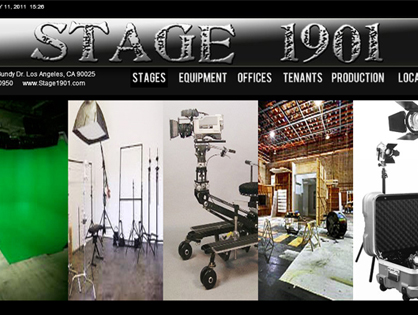 11, 2011 15:26
STAGE 1901
undy Dr. Los Angeles, CA 90025
0950 www.Stage1901.com
STAGES EQUIPMENT OFFICES TENANTS PRODUCTION LOCA